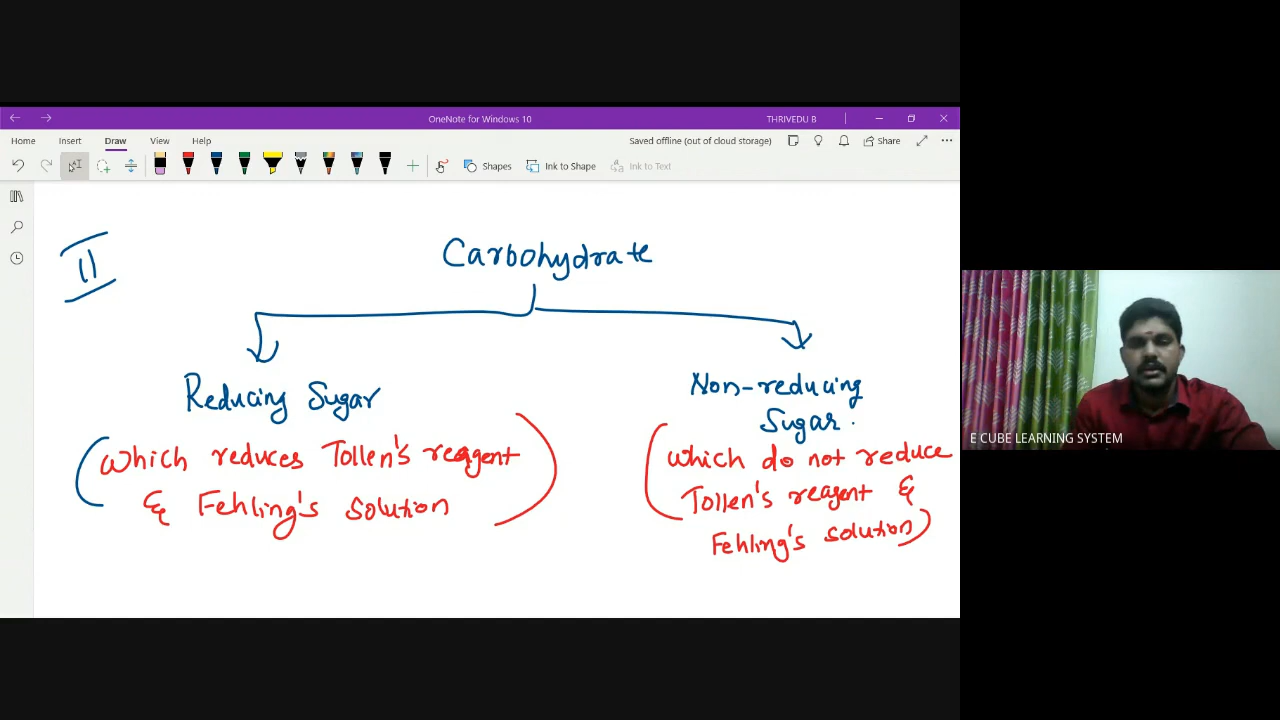 OneNote for Windows 10
THRIVEDU B
Home Insert Draw View Help
Saved offline (out of cloud storage)
Share
Shapes
Ink to Shape
Ink to Text
II
Carbohydrate
Reducing Sugar
(which reduces Tollen's reagent
& Fehling's solution)
Non-reducing
Sugar.
(which do not reduce
Tollen's reagent &
Fehling's solution)
E CUBE LEARNING SYSTEM